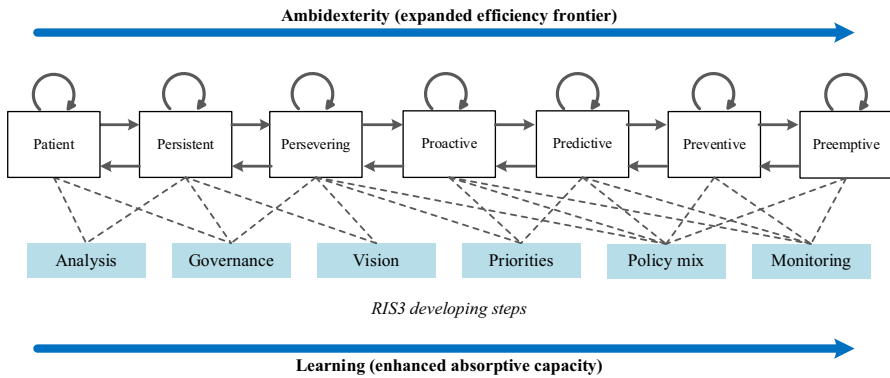 Ambidexterity (expanded efficiency frontier)
Patient
Persistent
Persevering
Proactive
Predictive
Preventive
Preemptive
Analysis
Governance
Vision
Priorities
Policy mix
Monitoring
RIS3 developing steps
Learning (enhanced absorptive capacity)